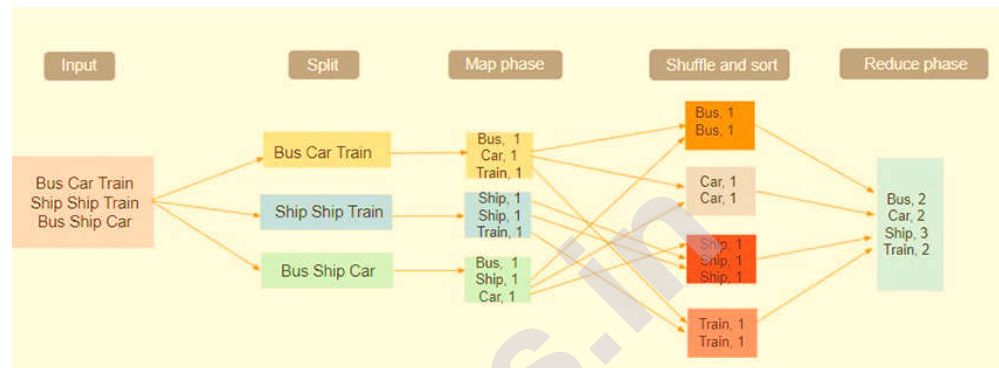 Input
Split
Map phase
Shuffle and sort
Reduce phase
Bus Car Train
Ship Ship Train
Bus Ship Car
Bus Car Train
Ship Ship Train
Bus Ship Car
Bus, 1
Car, 1
Train, 1
Ship, 1
Ship, 1
Train, 1
Bus, 1
Ship, 1
Car, 1
Bus, 1
Bus, 1
Car, 1
Car, 1
Ship, 1
Ship, 1
Ship, 1
Train, 1
Train, 1
Bus, 2
Car, 2
Ship, 3
Train, 2
s.in